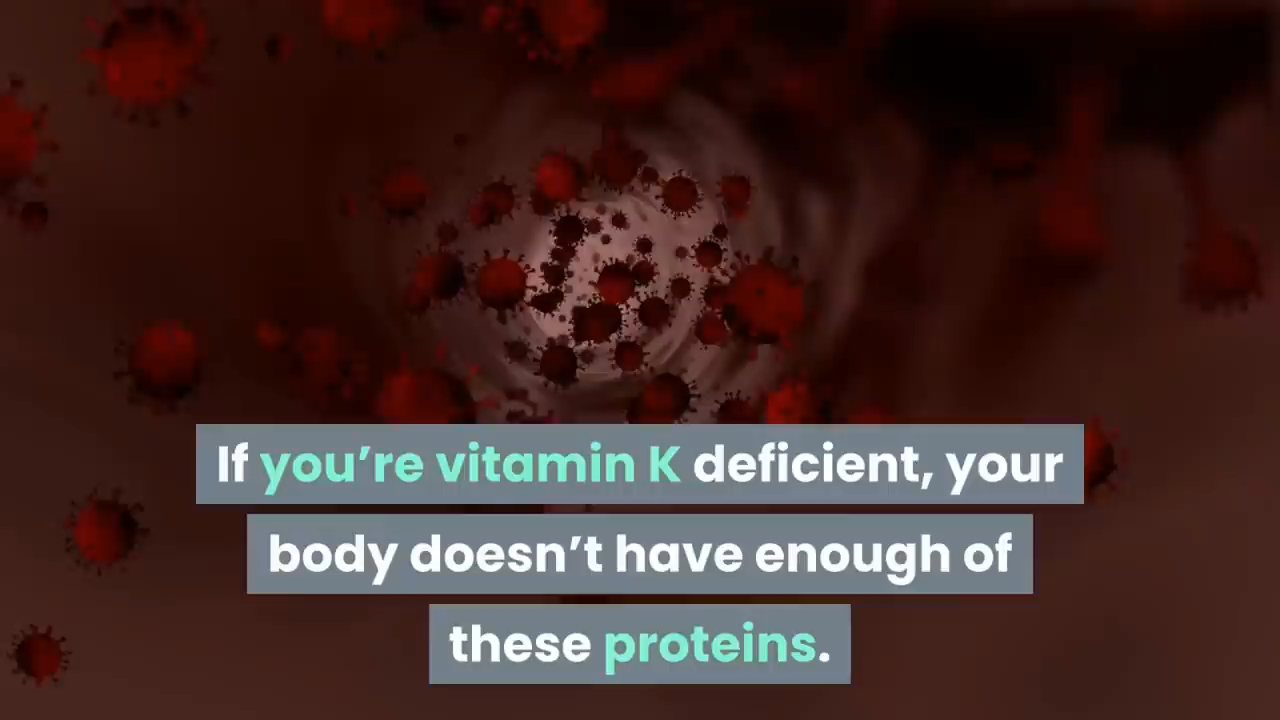 If you’re vitamin K deficient, your
body doesn’t have enough of
these proteins.